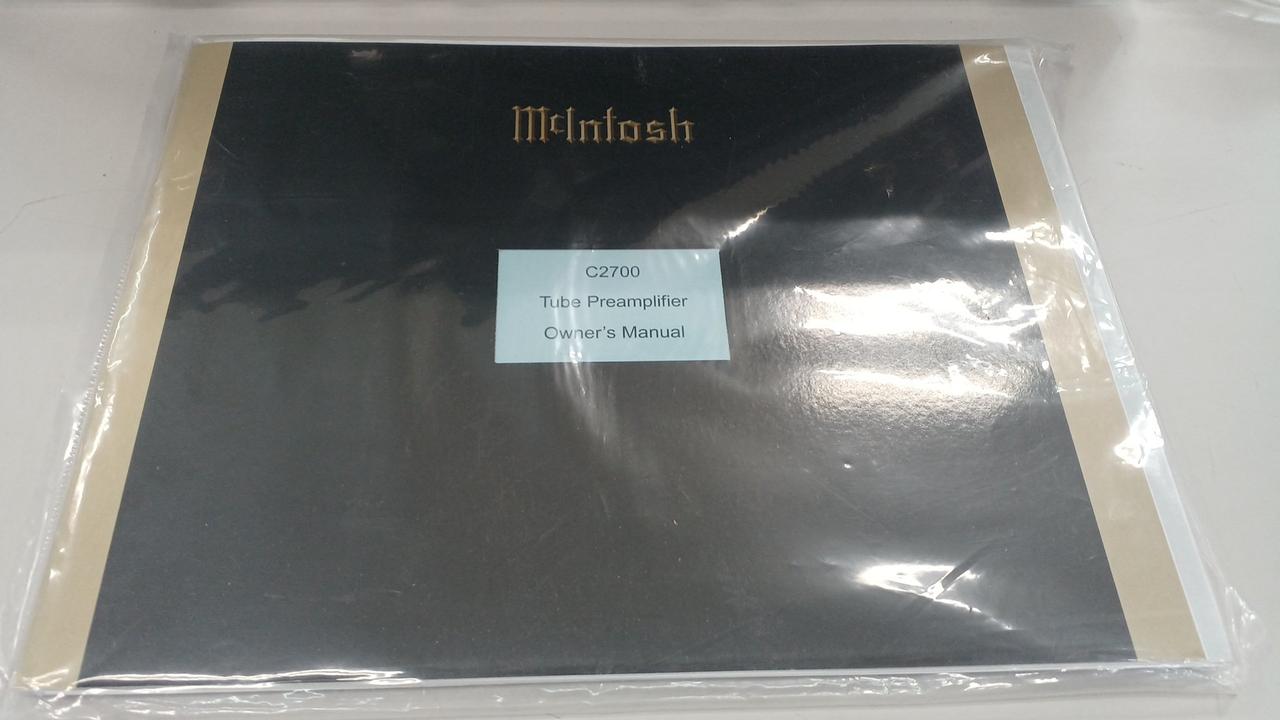 McIntosh
C2700
Tube Preamplifier
Owner's Manual